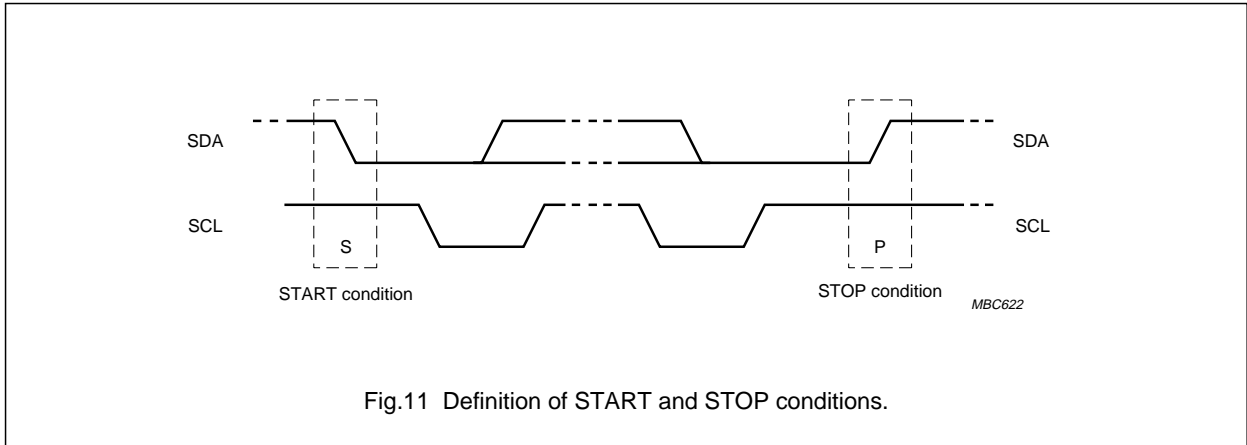 SDA SDA
SCL SCL
S P
START condition STOP condition
MBC622
Fig.11 Definition of START and STOP conditions.